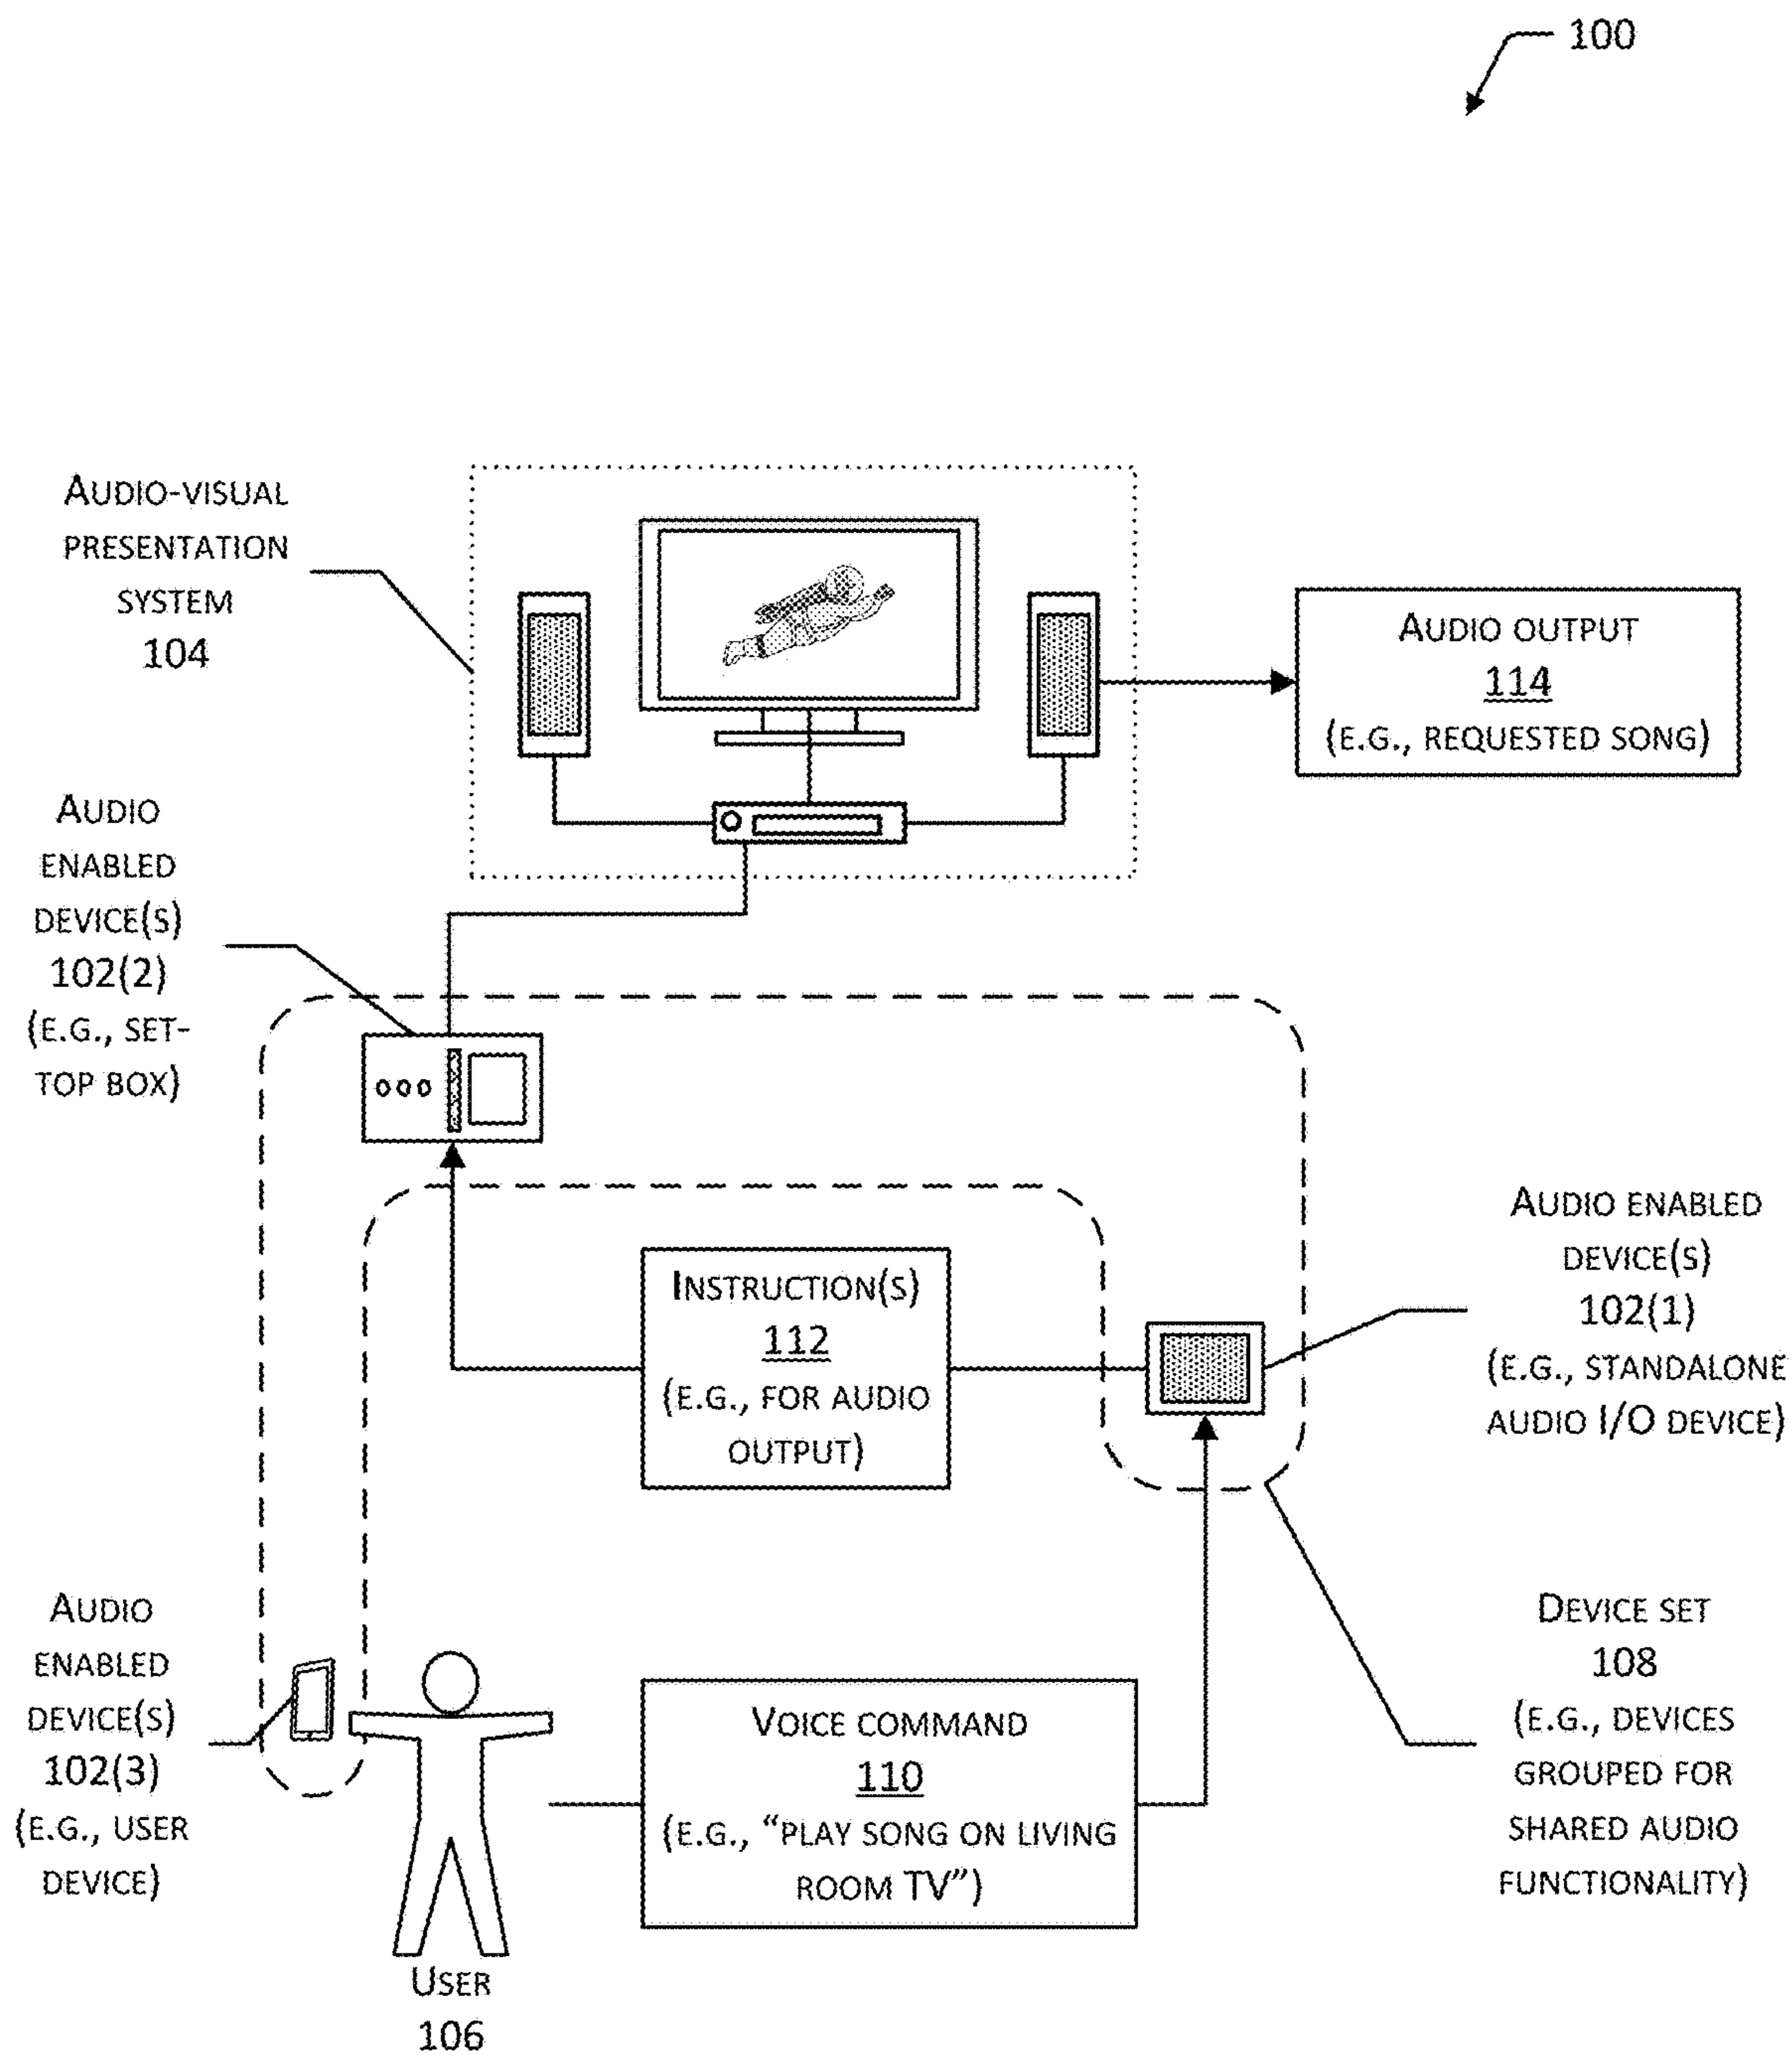 100
AUDIO-VISUAL
PRESENTATION
SYSTEM
104
AUDIO OUTPUT
114
(E.G., REQUESTED SONG)
AUDIO
ENABLED
DEVICE(S)
102(2)
(E.G., SET-
TOP BOX)
AUDIO ENABLED
DEVICE(S)
102(1)
(E.G., STANDALONE
AUDIO I/O DEVICE)
INSTRUCTION(S)
112
(E.G., FOR AUDIO
OUTPUT)
AUDIO
ENABLED
DEVICE(S)
102(3)
(E.G., USER
DEVICE)
VOICE COMMAND
110
(E.G., “PLAY SONG ON LIVING
ROOM TV”)
DEVICE SET
108
(E.G., DEVICES
GROUPED FOR
SHARED AUDIO
FUNCTIONALITY)
USER
106